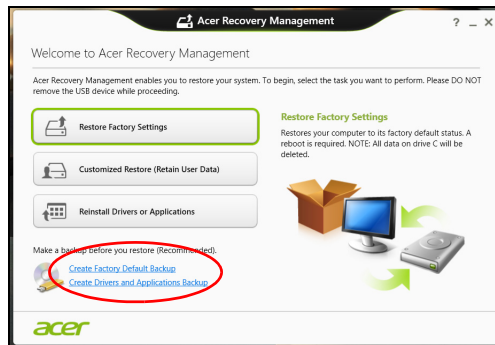 Acer Recovery Management
? _ X
Welcome to Acer Recovery Management
Acer Recovery Management enables you to restore your system. To begin, select the task you want to perform. Please DO NOT
remove the USB device while proceeding.
Restore Factory Settings
Customized Restore (Retain User Data)
Reinstall Drivers or Applications
Restore Factory Settings
Restores your computer to its factory default status. A
reboot is required. NOTE: All data on drive C will be
deleted.
Make a backup before you restore (Recommended).
Create Factory Default Backup
Create Drivers and Applications Backup
acer